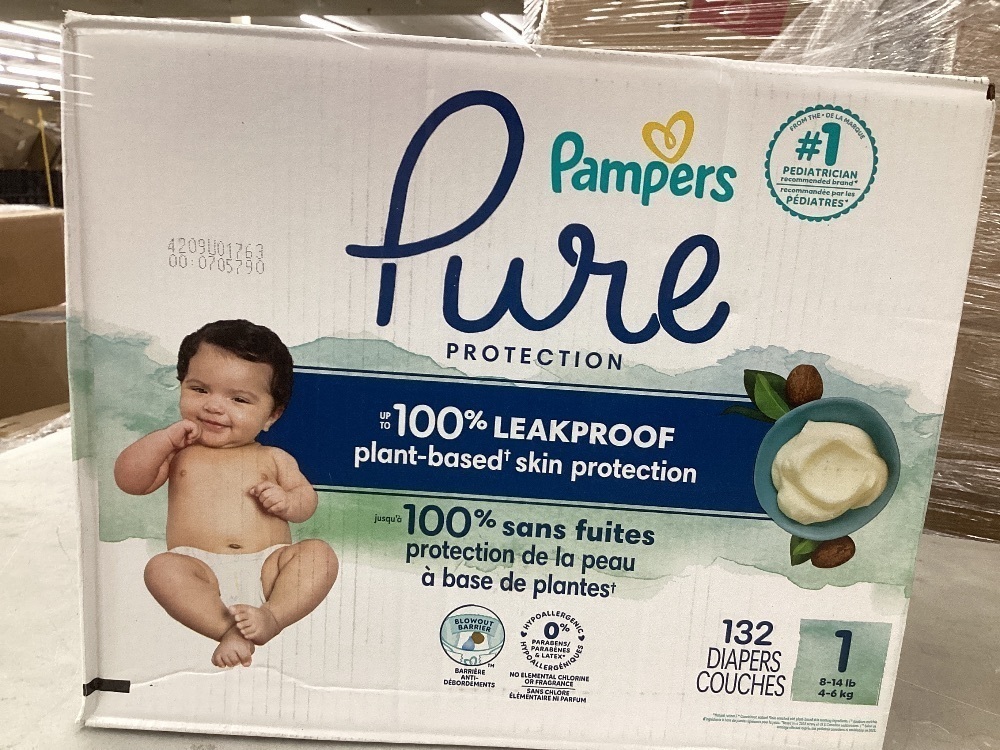 Pampers
FROM THE • DE LA MARQUE
#1
PEDIATRICIAN
recommended brand*
recommandée par les
PÉDIATRES*
Pure
PROTECTION
4209U01763
00:0705790
UP TO 100% LEAKPROOF
plant-based† skin protection
jusqu'à 100% sans fuites
protection de la peau
à base de plantes†
BLOWOUT
BARRIER
™
BARRIÈRE
ANTI-
DÉBORDEMENTS
HYPOALLERGENIC
0%
PARABENS/
PARABÈNES
& LATEX*
HYPOALLERGÉNIQUES
NO ELEMENTAL CHLORINE
OR FRAGRANCE
SANS CHLORE
ÉLÉMENTAIRE NI PARFUM
132
DIAPERS
COUCHES
1
8-14 lb
4-6 kg